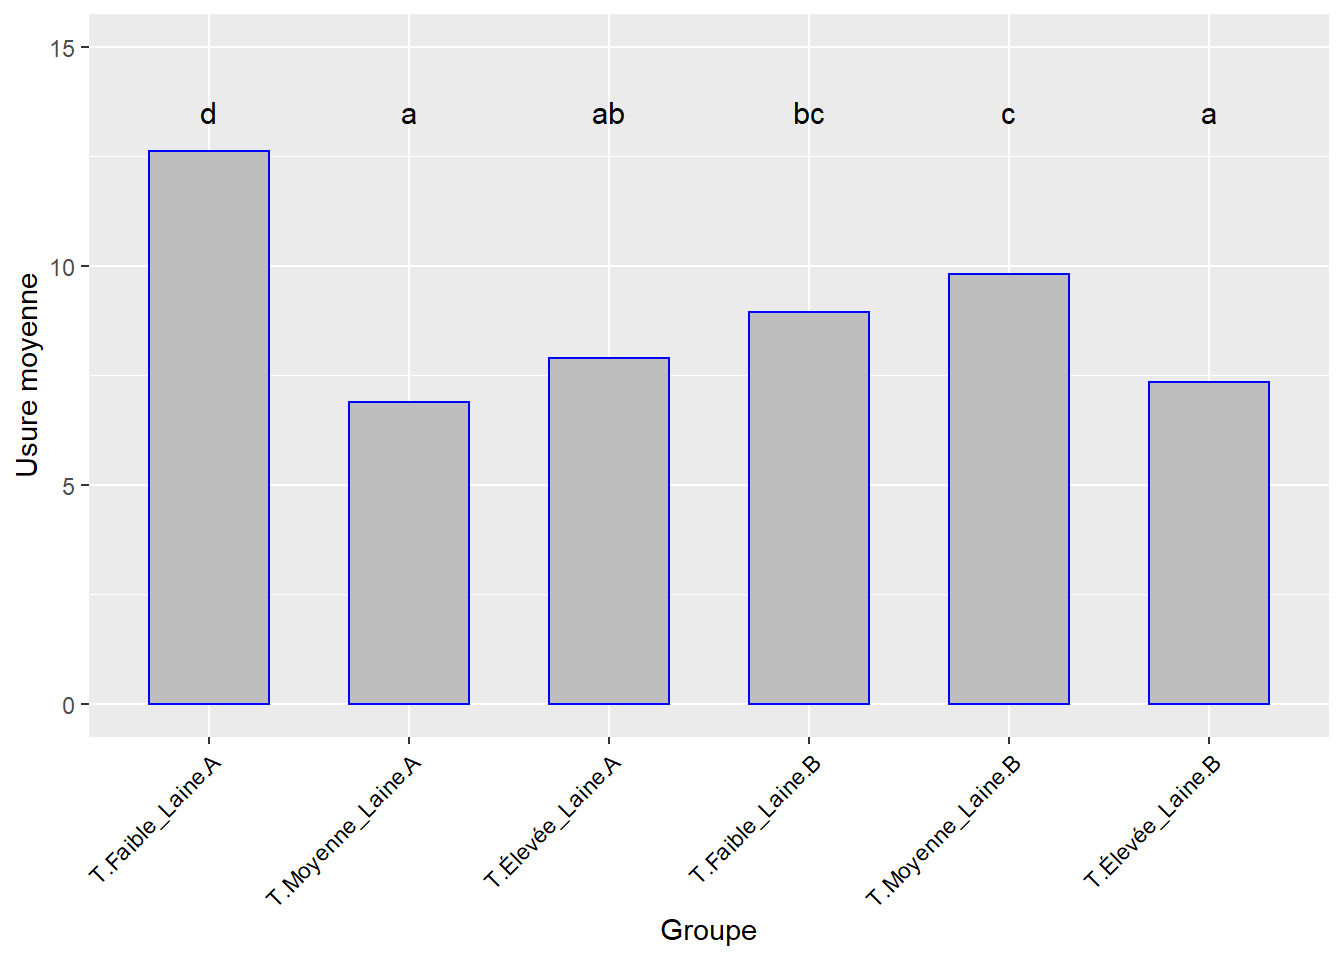 15
d a ab bc c a
10
5
0
Usure moyenne
T.Faible_Laine.A
T.Moyenne_Laine.A
T.Élevée_Laine.A
T.Faible_Laine.B
T.Moyenne_Laine.B
T.Élevée_Laine.B
Groupe